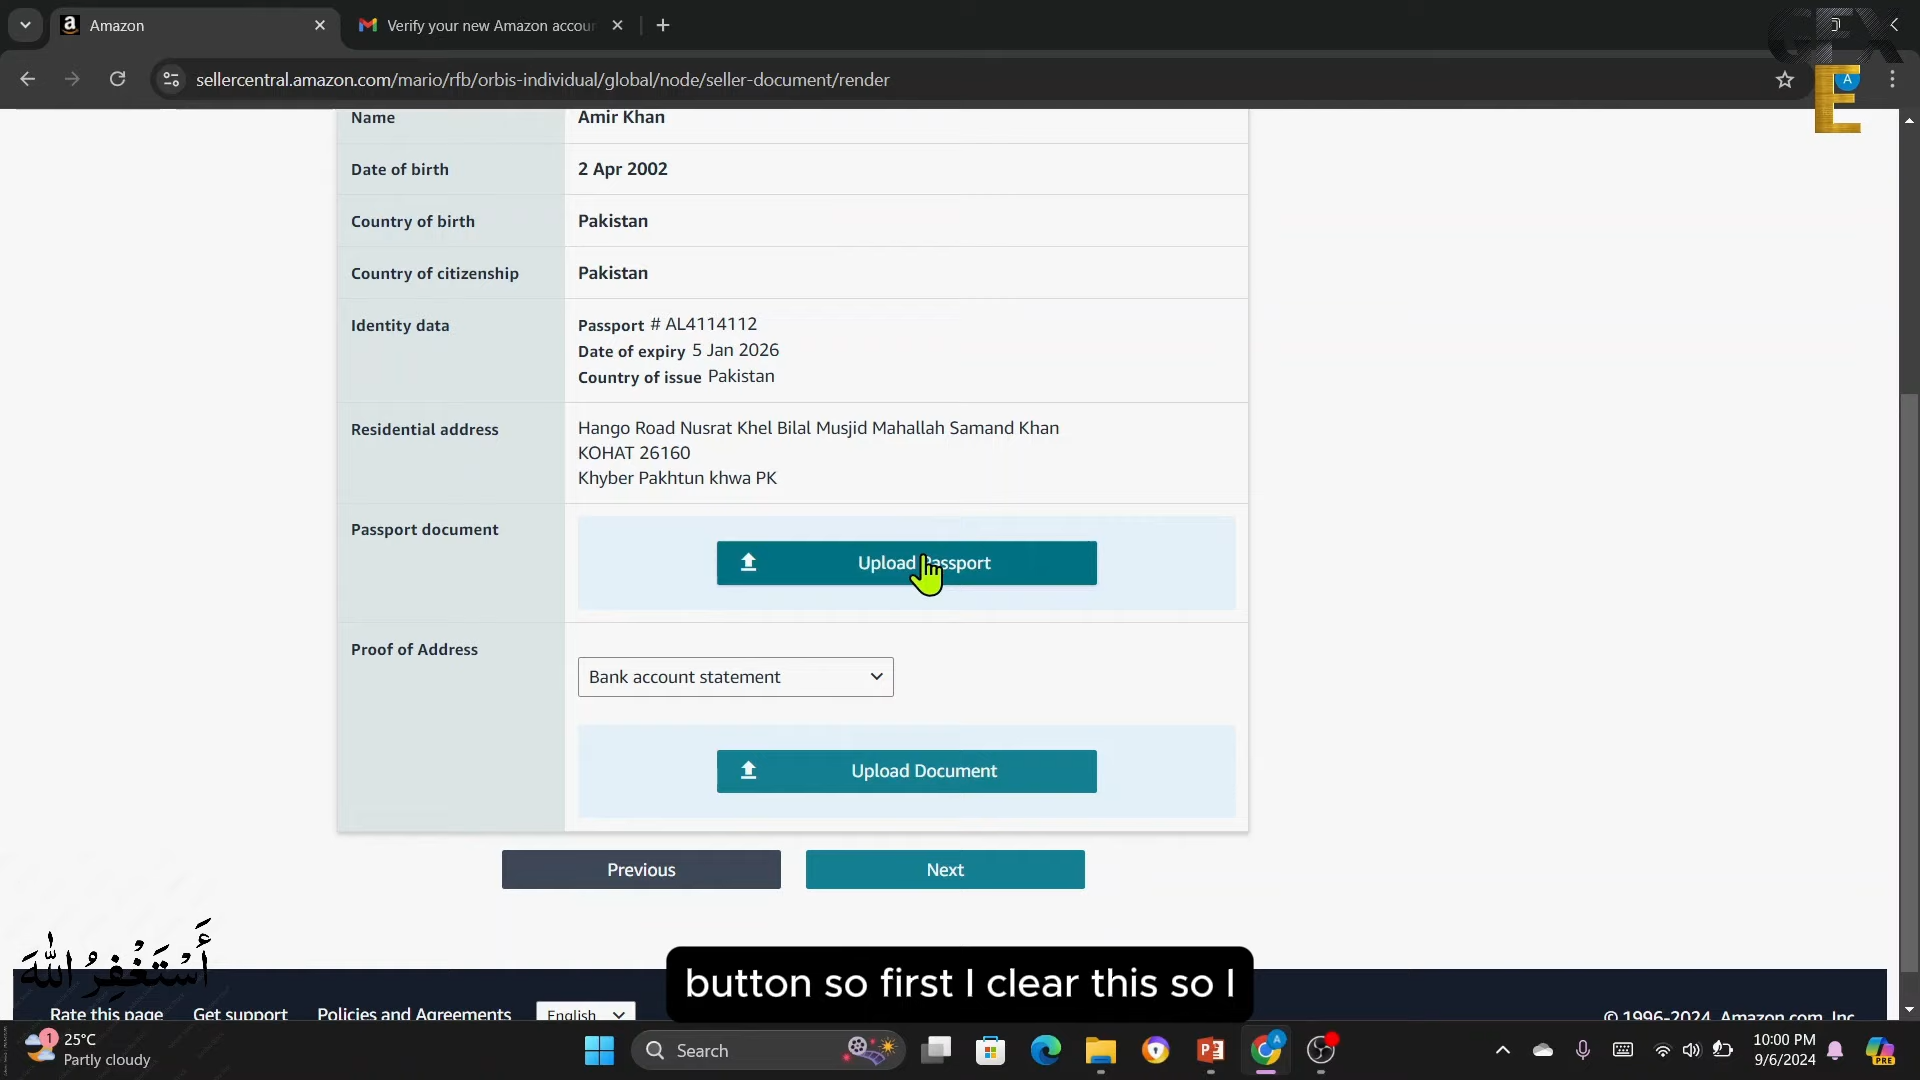 Amazon
Verify your new Amazon accou
sellercentral.amazon.com/mario/rfb/orbis-individual/global/node/seller-document/render
GFX
E
A
Name
Amir Khan
Date of birth
2 Apr 2002
Country of birth
Pakistan
Country of citizenship
Pakistan
Identity data
Passport # AL4114112
Date of expiry 5 Jan 2026
Country of issue Pakistan
Residential address
Hango Road Nusrat Khel Bilal Musjid Mahallah Samand Khan
KOHAT 26160
Khyber Pakhtun khwa PK
Passport document
Upload Passport
Proof of Address
Bank account statement
Upload Document
Previous
Next
أَسْتَغْفِرُ اللّٰه
button so first I clear this so I
Rate this page
Get support
Policies and Agreements
English
© 1996-2024, Amazon.com, Inc.
1
25°C
Partly cloudy
Search
A
10:00 PM
9/6/2024
PRE